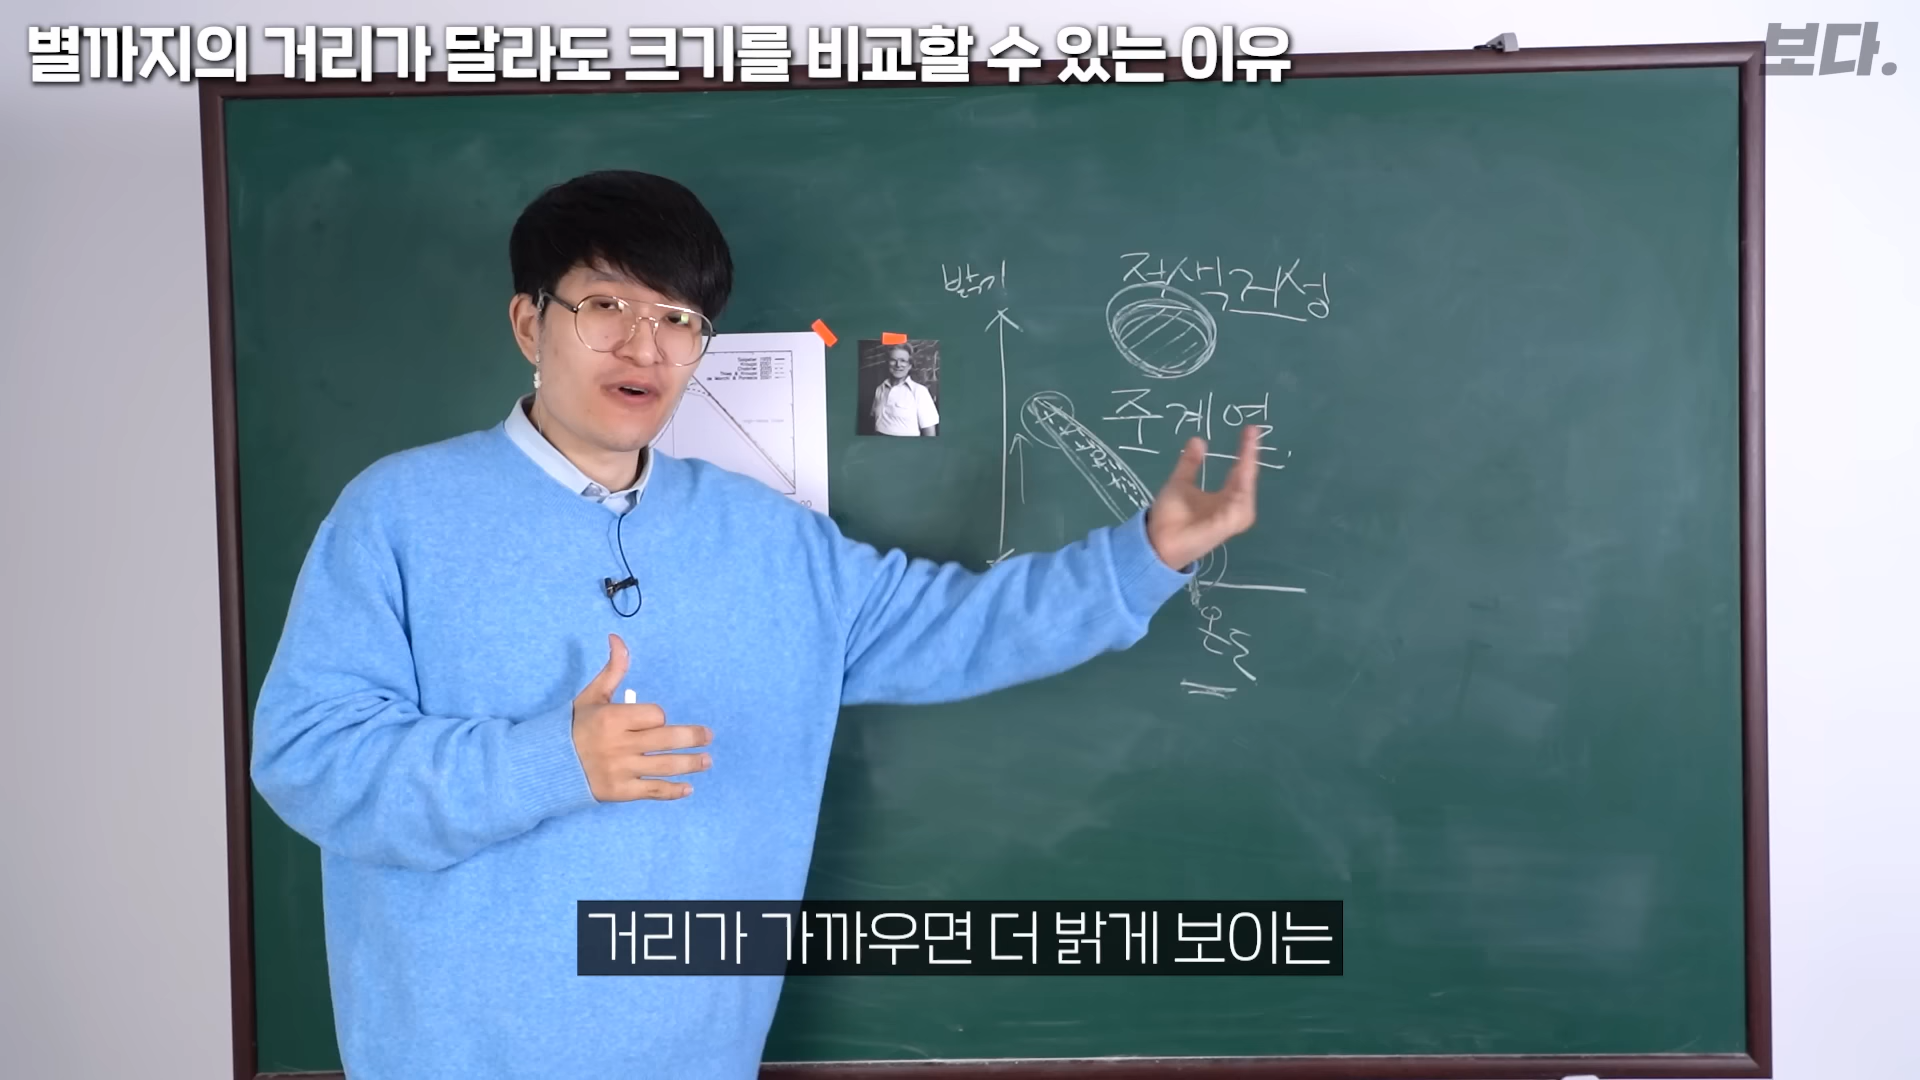 별까지의 거리가 달라도 크기를 비교할 수 있는 이유
보다.
밝기
적색거성
주계열
온도
거리가 가까우면 더 밝게 보이는